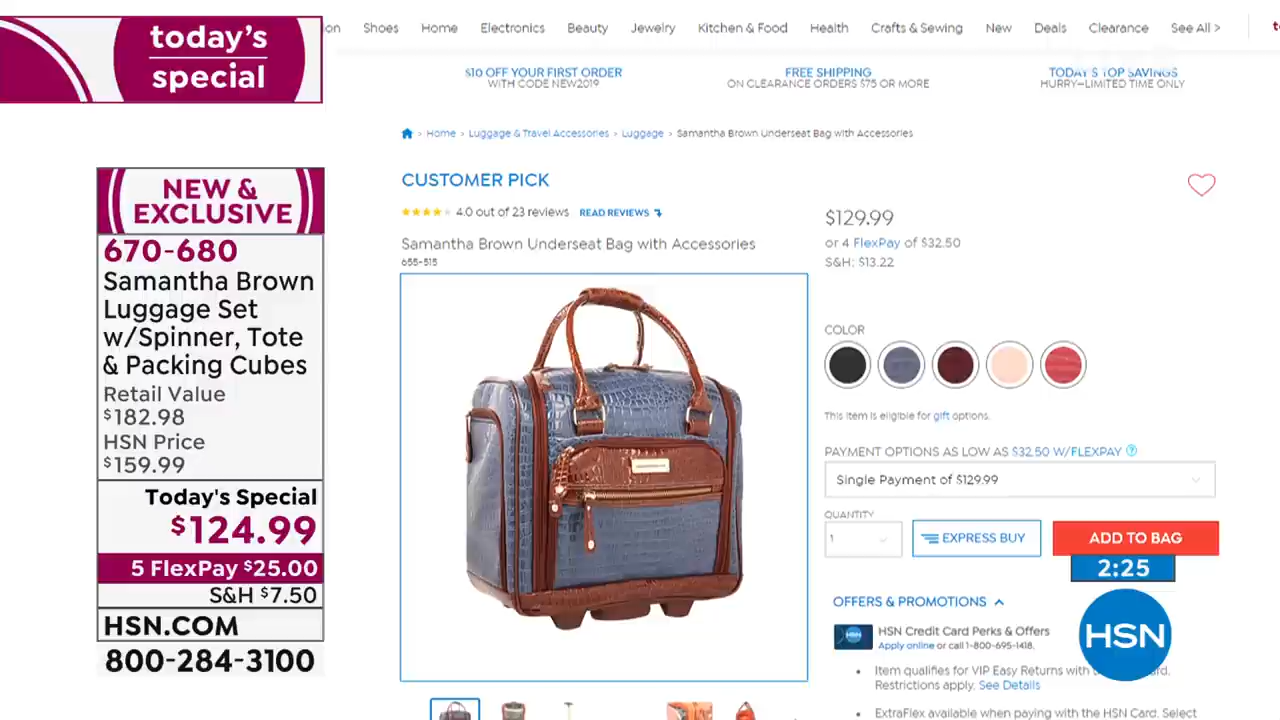 today's
special
NEW &
EXCLUSIVE
670-680
Samantha Brown
Luggage Set
w/Spinner, Tote
& Packing Cubes
Retail Value
$182.98
HSN Price
$159.99
Today's Special
$124.99
5 FlexPay $25.00
S&H $7.50
HSN.COM
800-284-3100
Shoes Home Electronics Beauty Jewelry Kitchen & Food Health Crafts & Sewing New Deals Clearance See All >
$10 OFF YOUR FIRST ORDER
WITH CODE NEW2019
FREE SHIPPING
ON CLEARANCE ORDERS $75 OR MORE
TODAY'S TOP SAVINGS
HURRY—LIMITED TIME ONLY
> Home > Luggage & Travel Accessories > Luggage > Samantha Brown Underseat Bag with Accessories
CUSTOMER PICK
4.0 out of 23 reviews READ REVIEWS
Samantha Brown Underseat Bag with Accessories
655-515
$129.99
or 4 FlexPay of $32.50
S&H: $13.22
COLOR
This item is eligible for gift options.
PAYMENT OPTIONS AS LOW AS $32.50 W/FLEXPAY ?
Single Payment of $129.99
QUANTITY
1
EXPRESS BUY
ADD TO BAG
2:25
OFFERS & PROMOTIONS
HSN
HSN Credit Card Perks & Offers
Apply online or call 1-800-695-1418.
HSN
• Item qualifies for VIP Easy Returns with
Restrictions apply. See Details
• ExtraFlex available when paying with the HSN Card. Select